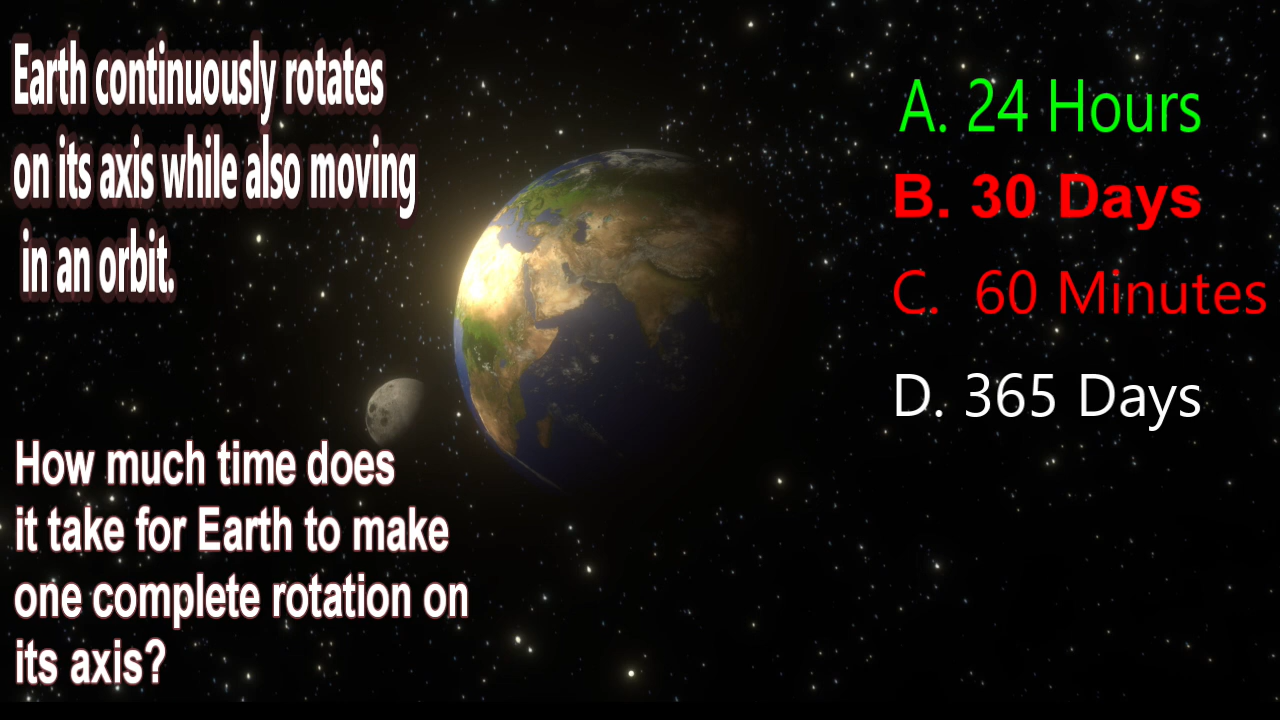 Earth continuously rotates
on its axis while also moving
in an orbit.
How much time does
it take for Earth to make
one complete rotation on
its axis?
A. 24 Hours
B. 30 Days
C. 60 Minutes
D. 365 Days